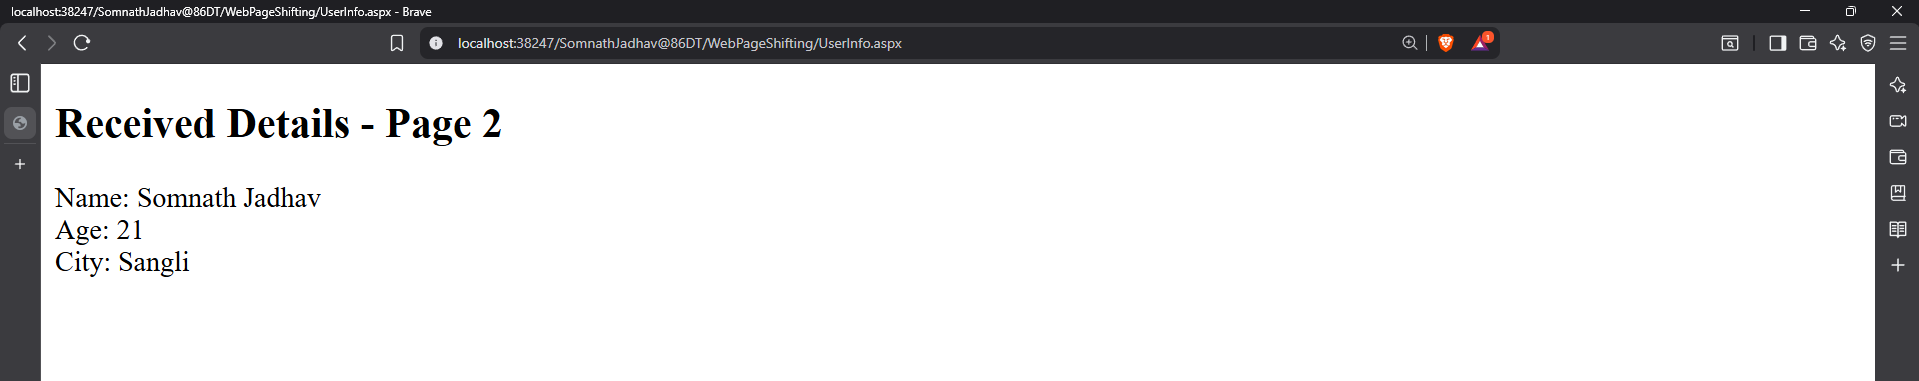 localhost:38247/SomnathJadhav@86DT/WebPageShifting/UserInfo.aspx - Brave
localhost:38247/SomnathJadhav@86DT/WebPageShifting/UserInfo.aspx
1
Received Details - Page 2
Name: Somnath Jadhav
Age: 21
City: Sangli